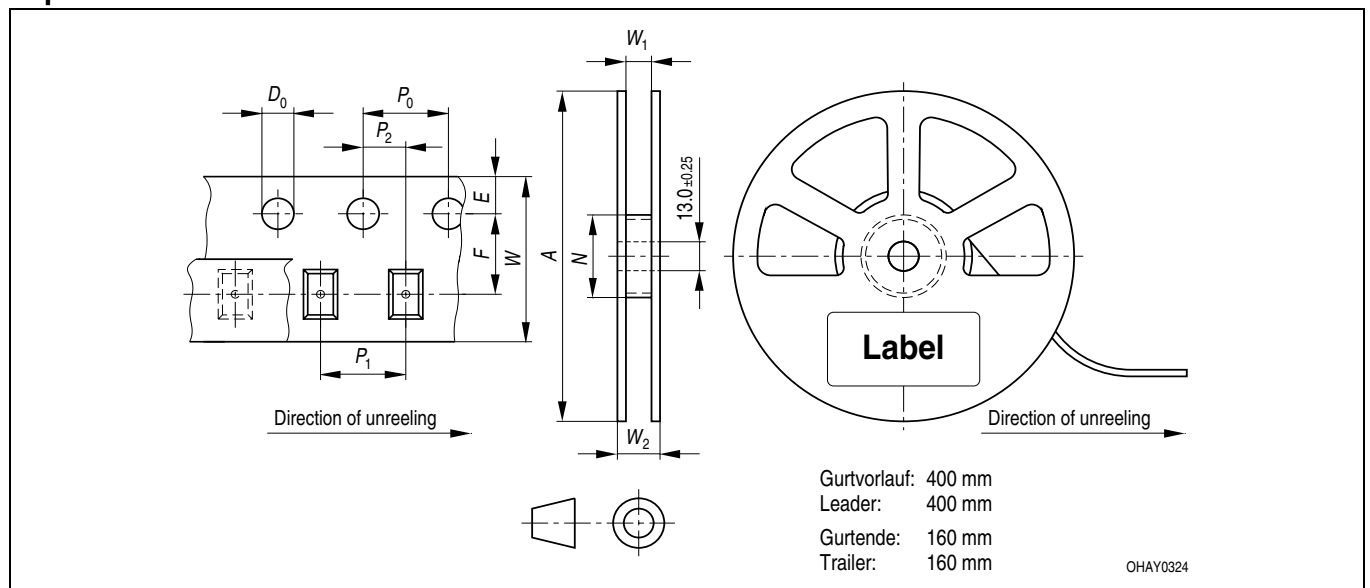 W₁
D₀
P₀
P₂
E
F
W
A
N
13.0±0.25
P₁
Label
Direction of unreeling
W₂
Direction of unreeling
Gurtvorlauf: 400 mm
Leader: 400 mm
Gurtende: 160 mm
Trailer: 160 mm
OHAY0324